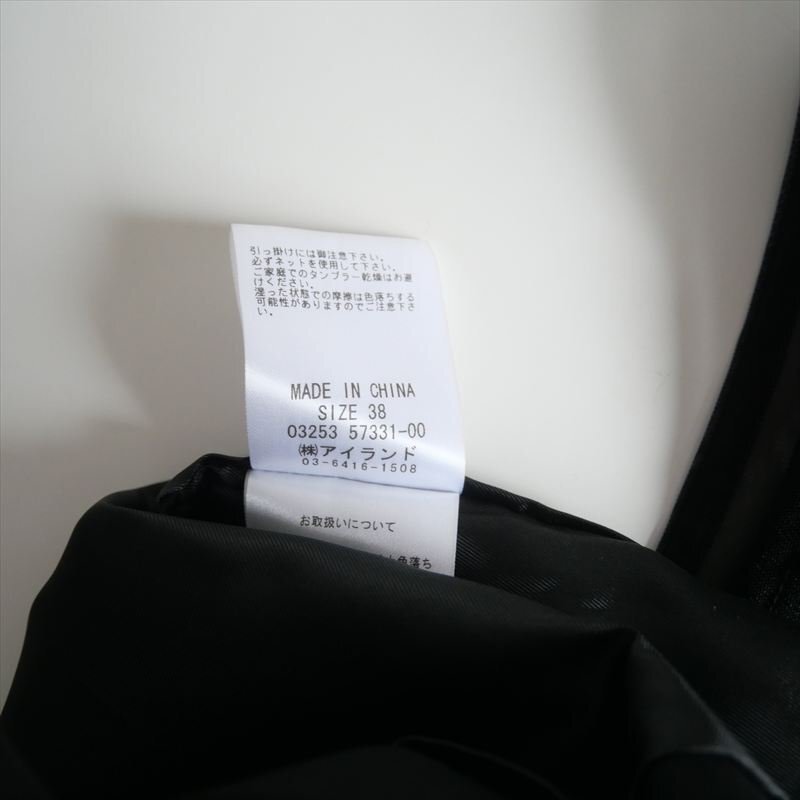 引っ掛けには御注意下さい。
必ずネットを使用して下さい。
ご家庭でのタンブラー乾燥はお避
けください。
湿った状態での摩擦は色落ちする
可能性がありますのでご注意下さ
い。
MADE IN CHINA
SIZE 38
03253 57331-00
㈱アイランド
03-6416-1508
お取扱いについて
色落ち